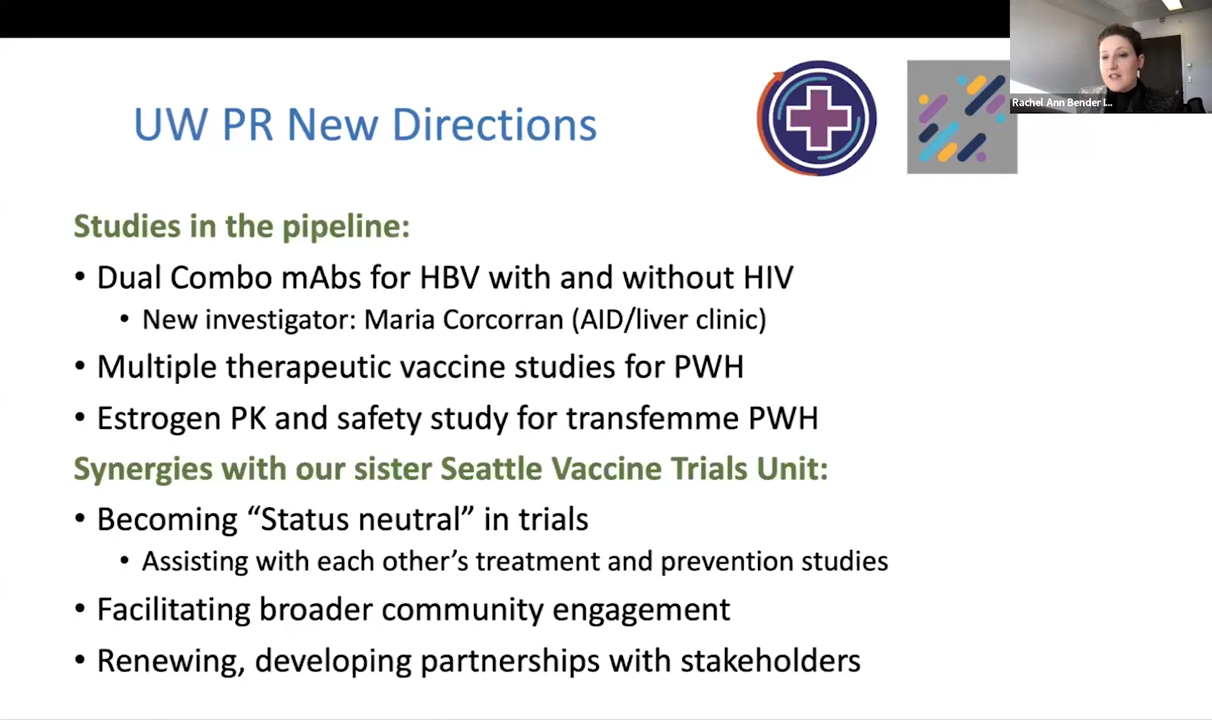 Rachel Ann Bender I...
UW PR New Directions
Studies in the pipeline:
• Dual Combo mAbs for HBV with and without HIV
• New investigator: Maria Corcorran (AID/liver clinic)
• Multiple therapeutic vaccine studies for PWH
• Estrogen PK and safety study for transfemme PWH
Synergies with our sister Seattle Vaccine Trials Unit:
• Becoming “Status neutral” in trials
• Assisting with each other’s treatment and prevention studies
• Facilitating broader community engagement
• Renewing, developing partnerships with stakeholders